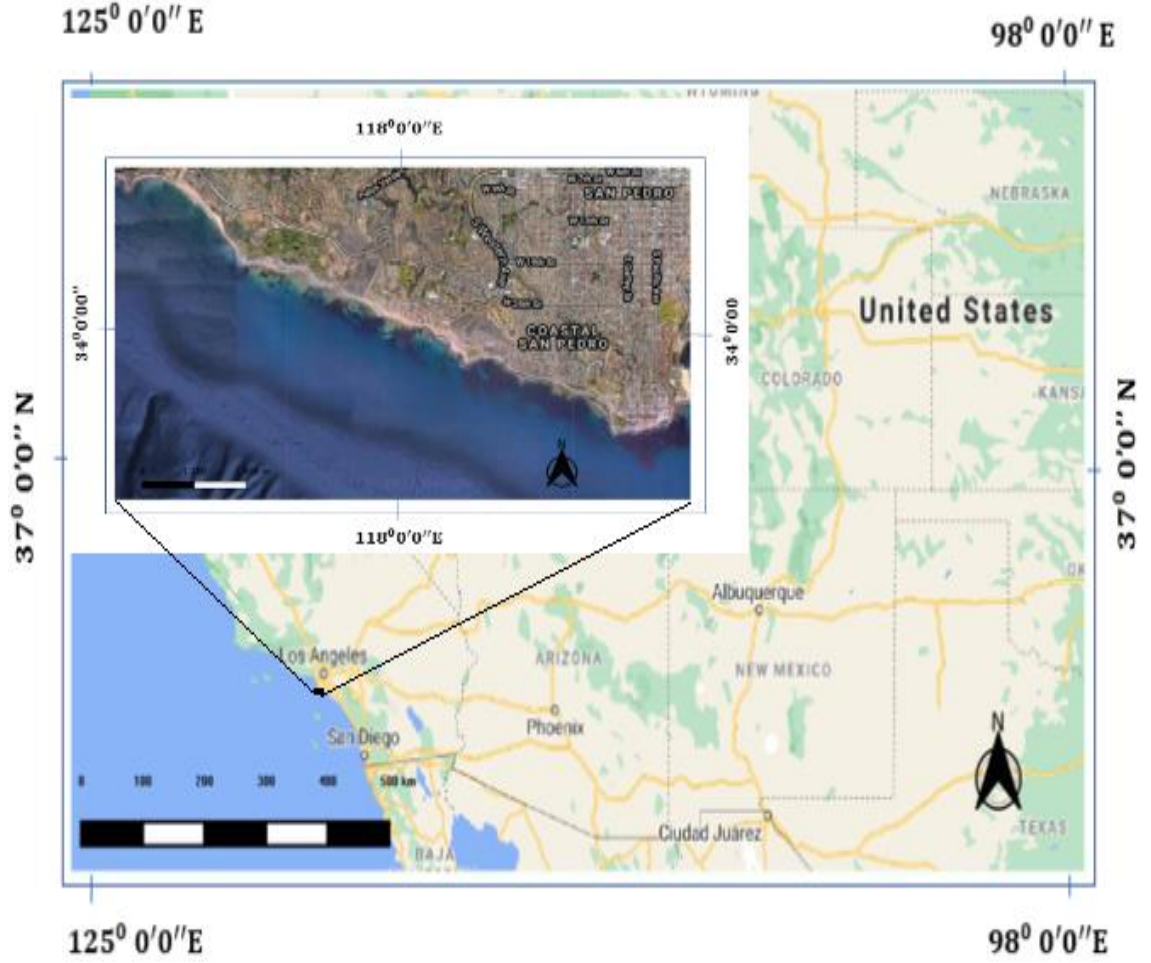 125⁰ 0′0″ E
98⁰ 0′0″ E
WYOMING
118⁰0′0″E
SAN PEDRO
NEBRASKA
34⁰0′00″
34⁰0′00
COASTAL
SAN PEDRO
United States
COLORADO
KANSA
37⁰ 0′0″ N
37⁰ 0′0″ N
N
118⁰0′0″E
Albuquerque
OK
Los Angeles
ARIZONA
NEW MEXICO
Phoenix
San Diego
N
0 100 200 300 400 500 km
Ciudad Juárez
TEXAS
BAJA
125⁰ 0′0″E
98⁰ 0′0″ E